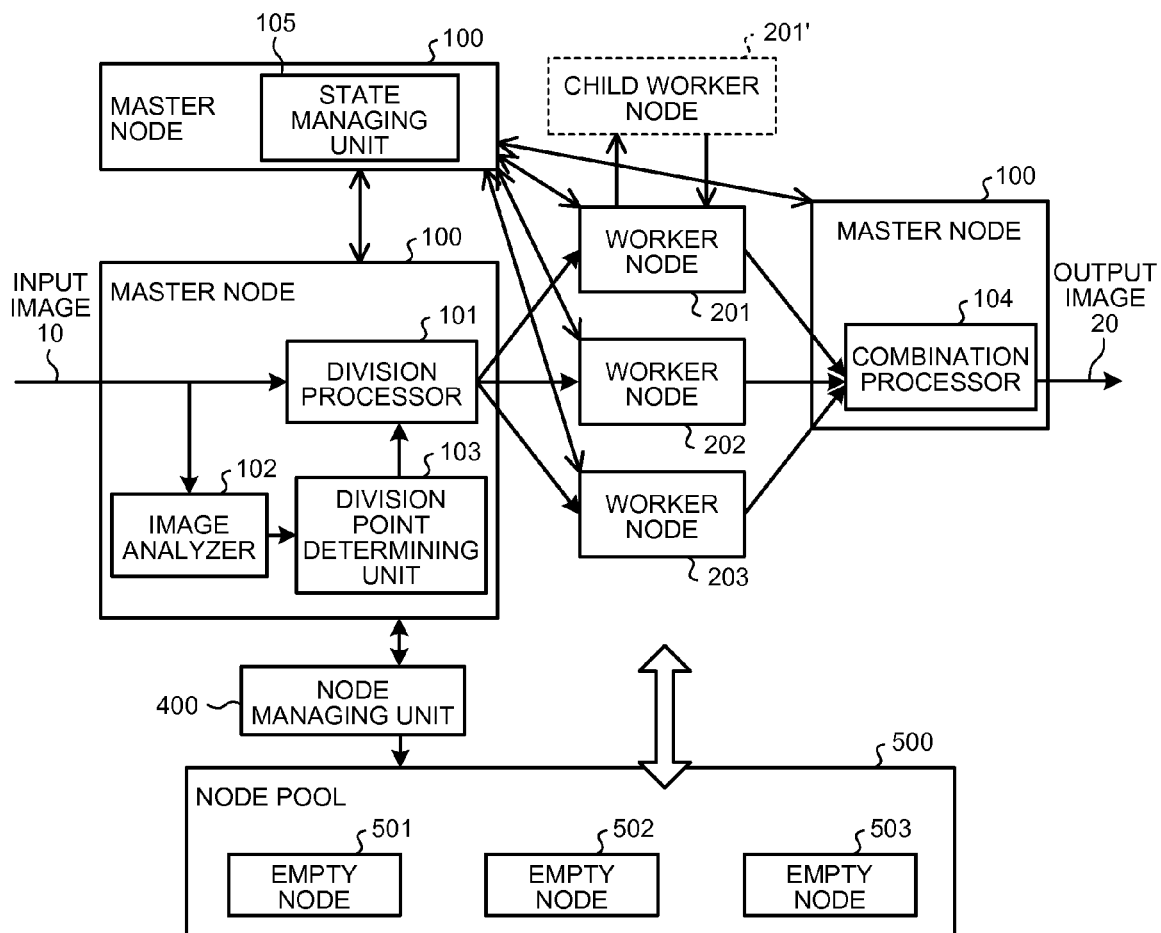 105
100
201'
MASTER
NODE
STATE
MANAGING
UNIT
CHILD WORKER
NODE
100
MASTER NODE
INPUT
IMAGE
10
101
DIVISION
PROCESSOR
102
IMAGE
ANALYZER
103
DIVISION
POINT
DETERMINING
UNIT
WORKER
NODE
201
WORKER
NODE
202
WORKER
NODE
203
100
MASTER NODE
104
COMBINATION
PROCESSOR
OUTPUT
IMAGE
20
400
NODE
MANAGING UNIT
500
NODE POOL
501
EMPTY
NODE
502
EMPTY
NODE
503
EMPTY
NODE